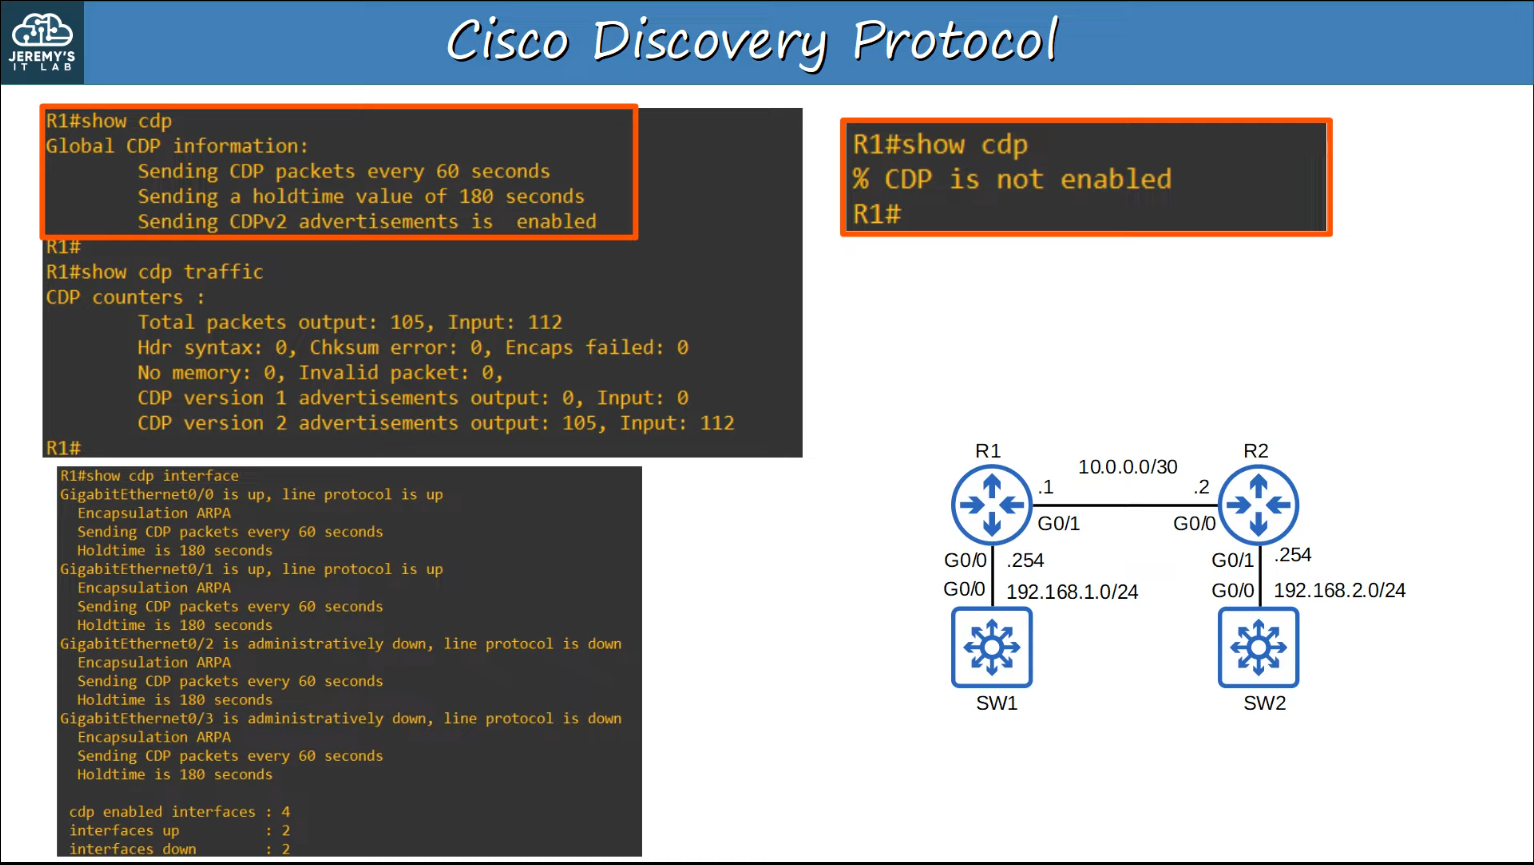 JEREMY'S
IT LAB
Cisco Discovery Protocol
R1#show cdp
Global CDP information:
Sending CDP packets every 60 seconds
Sending a holdtime value of 180 seconds
Sending CDPv2 advertisements is  enabled
R1#
R1#show cdp traffic
CDP counters :
Total packets output: 105, Input: 112
Hdr syntax: 0, Chksum error: 0, Encaps failed: 0
No memory: 0, Invalid packet: 0,
CDP version 1 advertisements output: 0, Input: 0
CDP version 2 advertisements output: 105, Input: 112
R1#
R1#show cdp interface
GigabitEthernet0/0 is up, line protocol is up
Encapsulation ARPA
Sending CDP packets every 60 seconds
Holdtime is 180 seconds
GigabitEthernet0/1 is up, line protocol is up
Encapsulation ARPA
Sending CDP packets every 60 seconds
Holdtime is 180 seconds
GigabitEthernet0/2 is administratively down, line protocol is down
Encapsulation ARPA
Sending CDP packets every 60 seconds
Holdtime is 180 seconds
GigabitEthernet0/3 is administratively down, line protocol is down
Encapsulation ARPA
Sending CDP packets every 60 seconds
Holdtime is 180 seconds
cdp enabled interfaces : 4
interfaces up : 2
interfaces down : 2
R1#show cdp
% CDP is not enabled
R1#
R1
10.0.0.0/30
R2
.1
.2
G0/1
G0/0
G0/0
.254
G0/1
.254
G0/0
192.168.1.0/24
G0/0
192.168.2.0/24
SW1
SW2